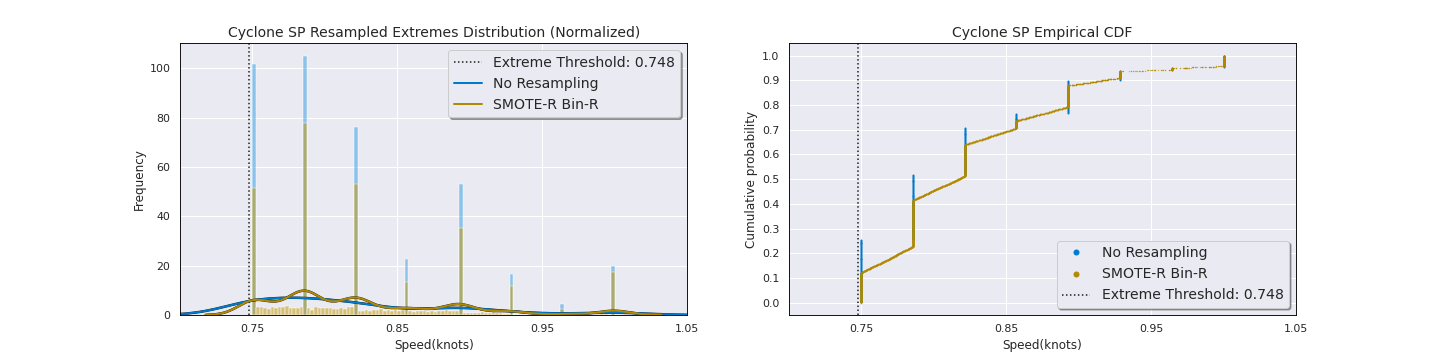 Cyclone SP Resampled Extremes Distribution (Normalized)
Frequency
100
80
60
40
20
0
Extreme Threshold: 0.748
No Resampling
SMOTE-R Bin-R
0.75
0.85
0.95
1.05
Speed(knots)
Cyclone SP Empirical CDF
Cumulative probability
1.0
0.9
0.8
0.7
0.6
0.5
0.4
0.3
0.2
0.1
0.0
No Resampling
SMOTE-R Bin-R
Extreme Threshold: 0.748
0.75
0.85
0.95
1.05
Speed(knots)